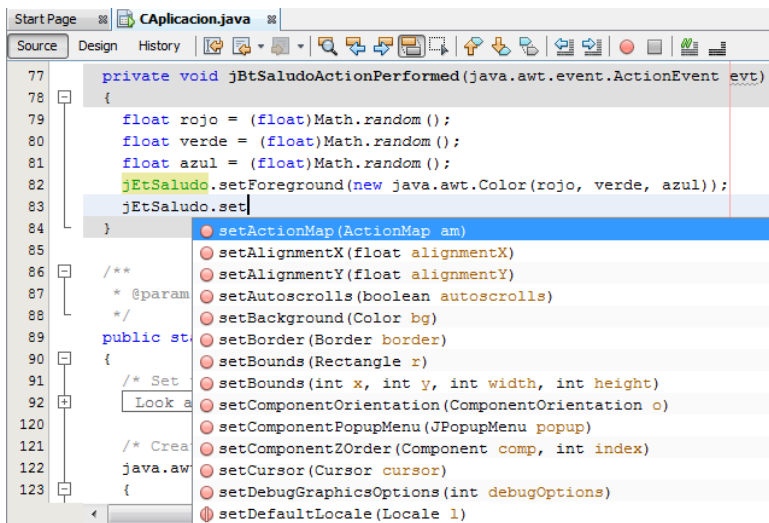 Start Page CAplicacion.java
Source Design History
77 private void jBtSaludoActionPerformed(java.awt.event.ActionEvent evt)
78 {
79 float rojo = (float)Math.random();
80 float verde = (float)Math.random();
81 float azul = (float)Math.random();
82 jEtSaludo.setForeground(new java.awt.Color(rojo, verde, azul));
83 jEtSaludo.set
84 }
setActionMap(ActionMap am)
85
setAlignmentX(float alignmentX)
86 /**
setAlignmentY(float alignmentY)
87 * @param
setAutoscrolls(boolean autoscrolls)
88 */
setBackground(Color bg)
89 public sta
setBorder(Border border)
90 {
setBounds(Rectangle r)
91 /* Set
setBounds(int x, int y, int width, int height)
92 Look a
setComponentOrientation(ComponentOrientation o)
setComponentPopupMenu(JPopupMenu popup)
120
121 /* Crea
setComponentZOrder(Component comp, int index)
122 java.aw
setCursor(Cursor cursor)
123 {
setDebugGraphicsOptions(int debugOptions)
setDefaultLocale(Locale l)